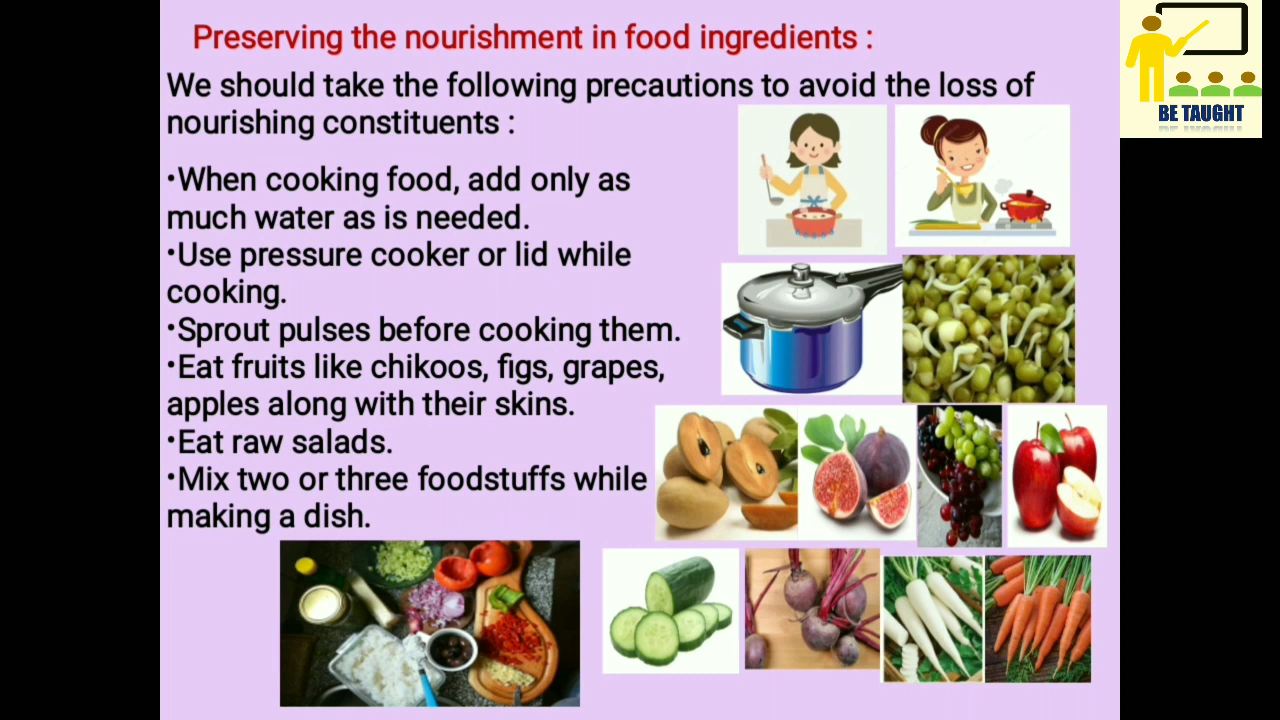 Preserving the nourishment in food ingredients :
We should take the following precautions to avoid the loss of
nourishing constituents :
•When cooking food, add only as
much water as is needed.
•Use pressure cooker or lid while
cooking.
•Sprout pulses before cooking them.
•Eat fruits like chikoos, figs, grapes,
apples along with their skins.
•Eat raw salads.
•Mix two or three foodstuffs while
making a dish.
BE TAUGHT